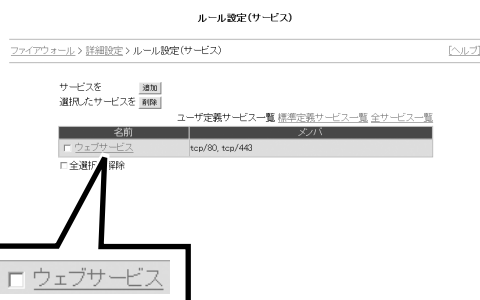 ルール設定(サービス)
ファイアウォール > 詳細設定 > ルール設定(サービス) [ヘルプ]
サービスを 追加
選択したサービスを 削除
ユーザ定義サービス一覧 標準定義サービス一覧 全サービス一覧
名前 メンバ
ウェブサービス tcp/80, tcp/443
全選択 解除
ウェブサービス